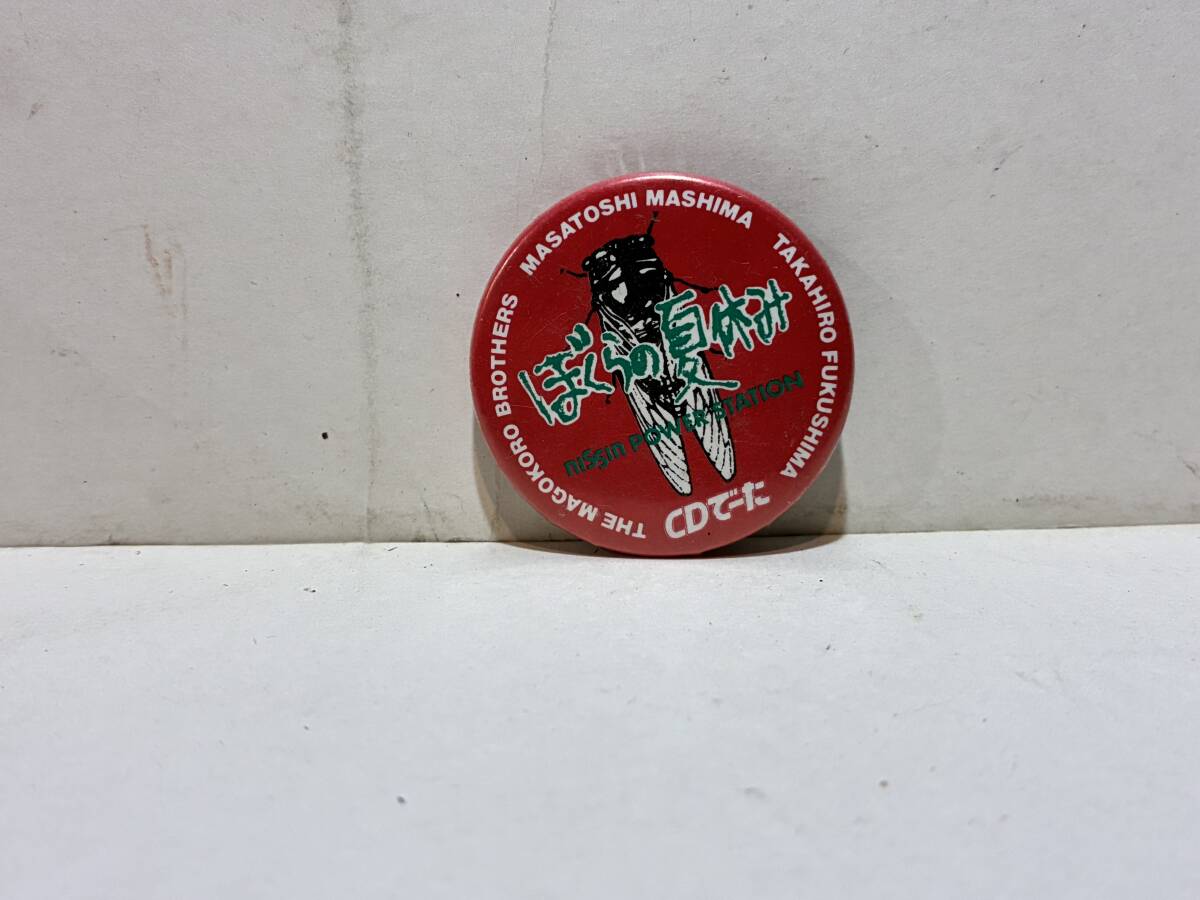 MASATOSHI MASHIMA
TAKAHIRO FUKUSHIMA
THE MAGOKORO BROTHERS
ぼくらの夏休み
nissin POWER STATION
CDでーた